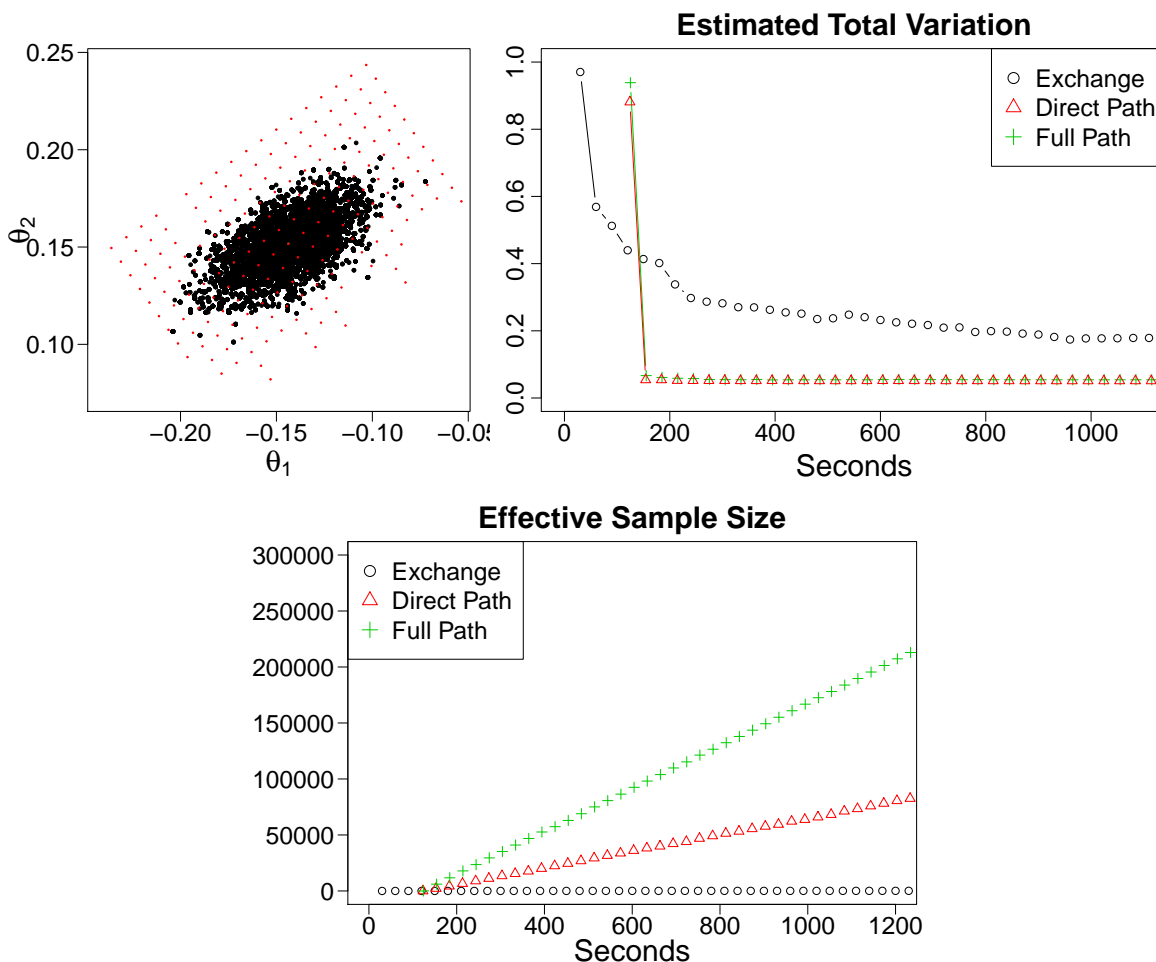 0.25
0.20
0.15
0.10
θ2
−0.20
−0.15
−0.10
−0.05
θ1
Estimated Total Variation
1.0
0.8
0.6
0.4
0.2
0.0
Exchange
Direct Path
Full Path
0
200
400
600
800
1000
Seconds
Effective Sample Size
300000
250000
200000
150000
100000
50000
0
Exchange
Direct Path
Full Path
0
200
400
600
800
1000
1200
Seconds